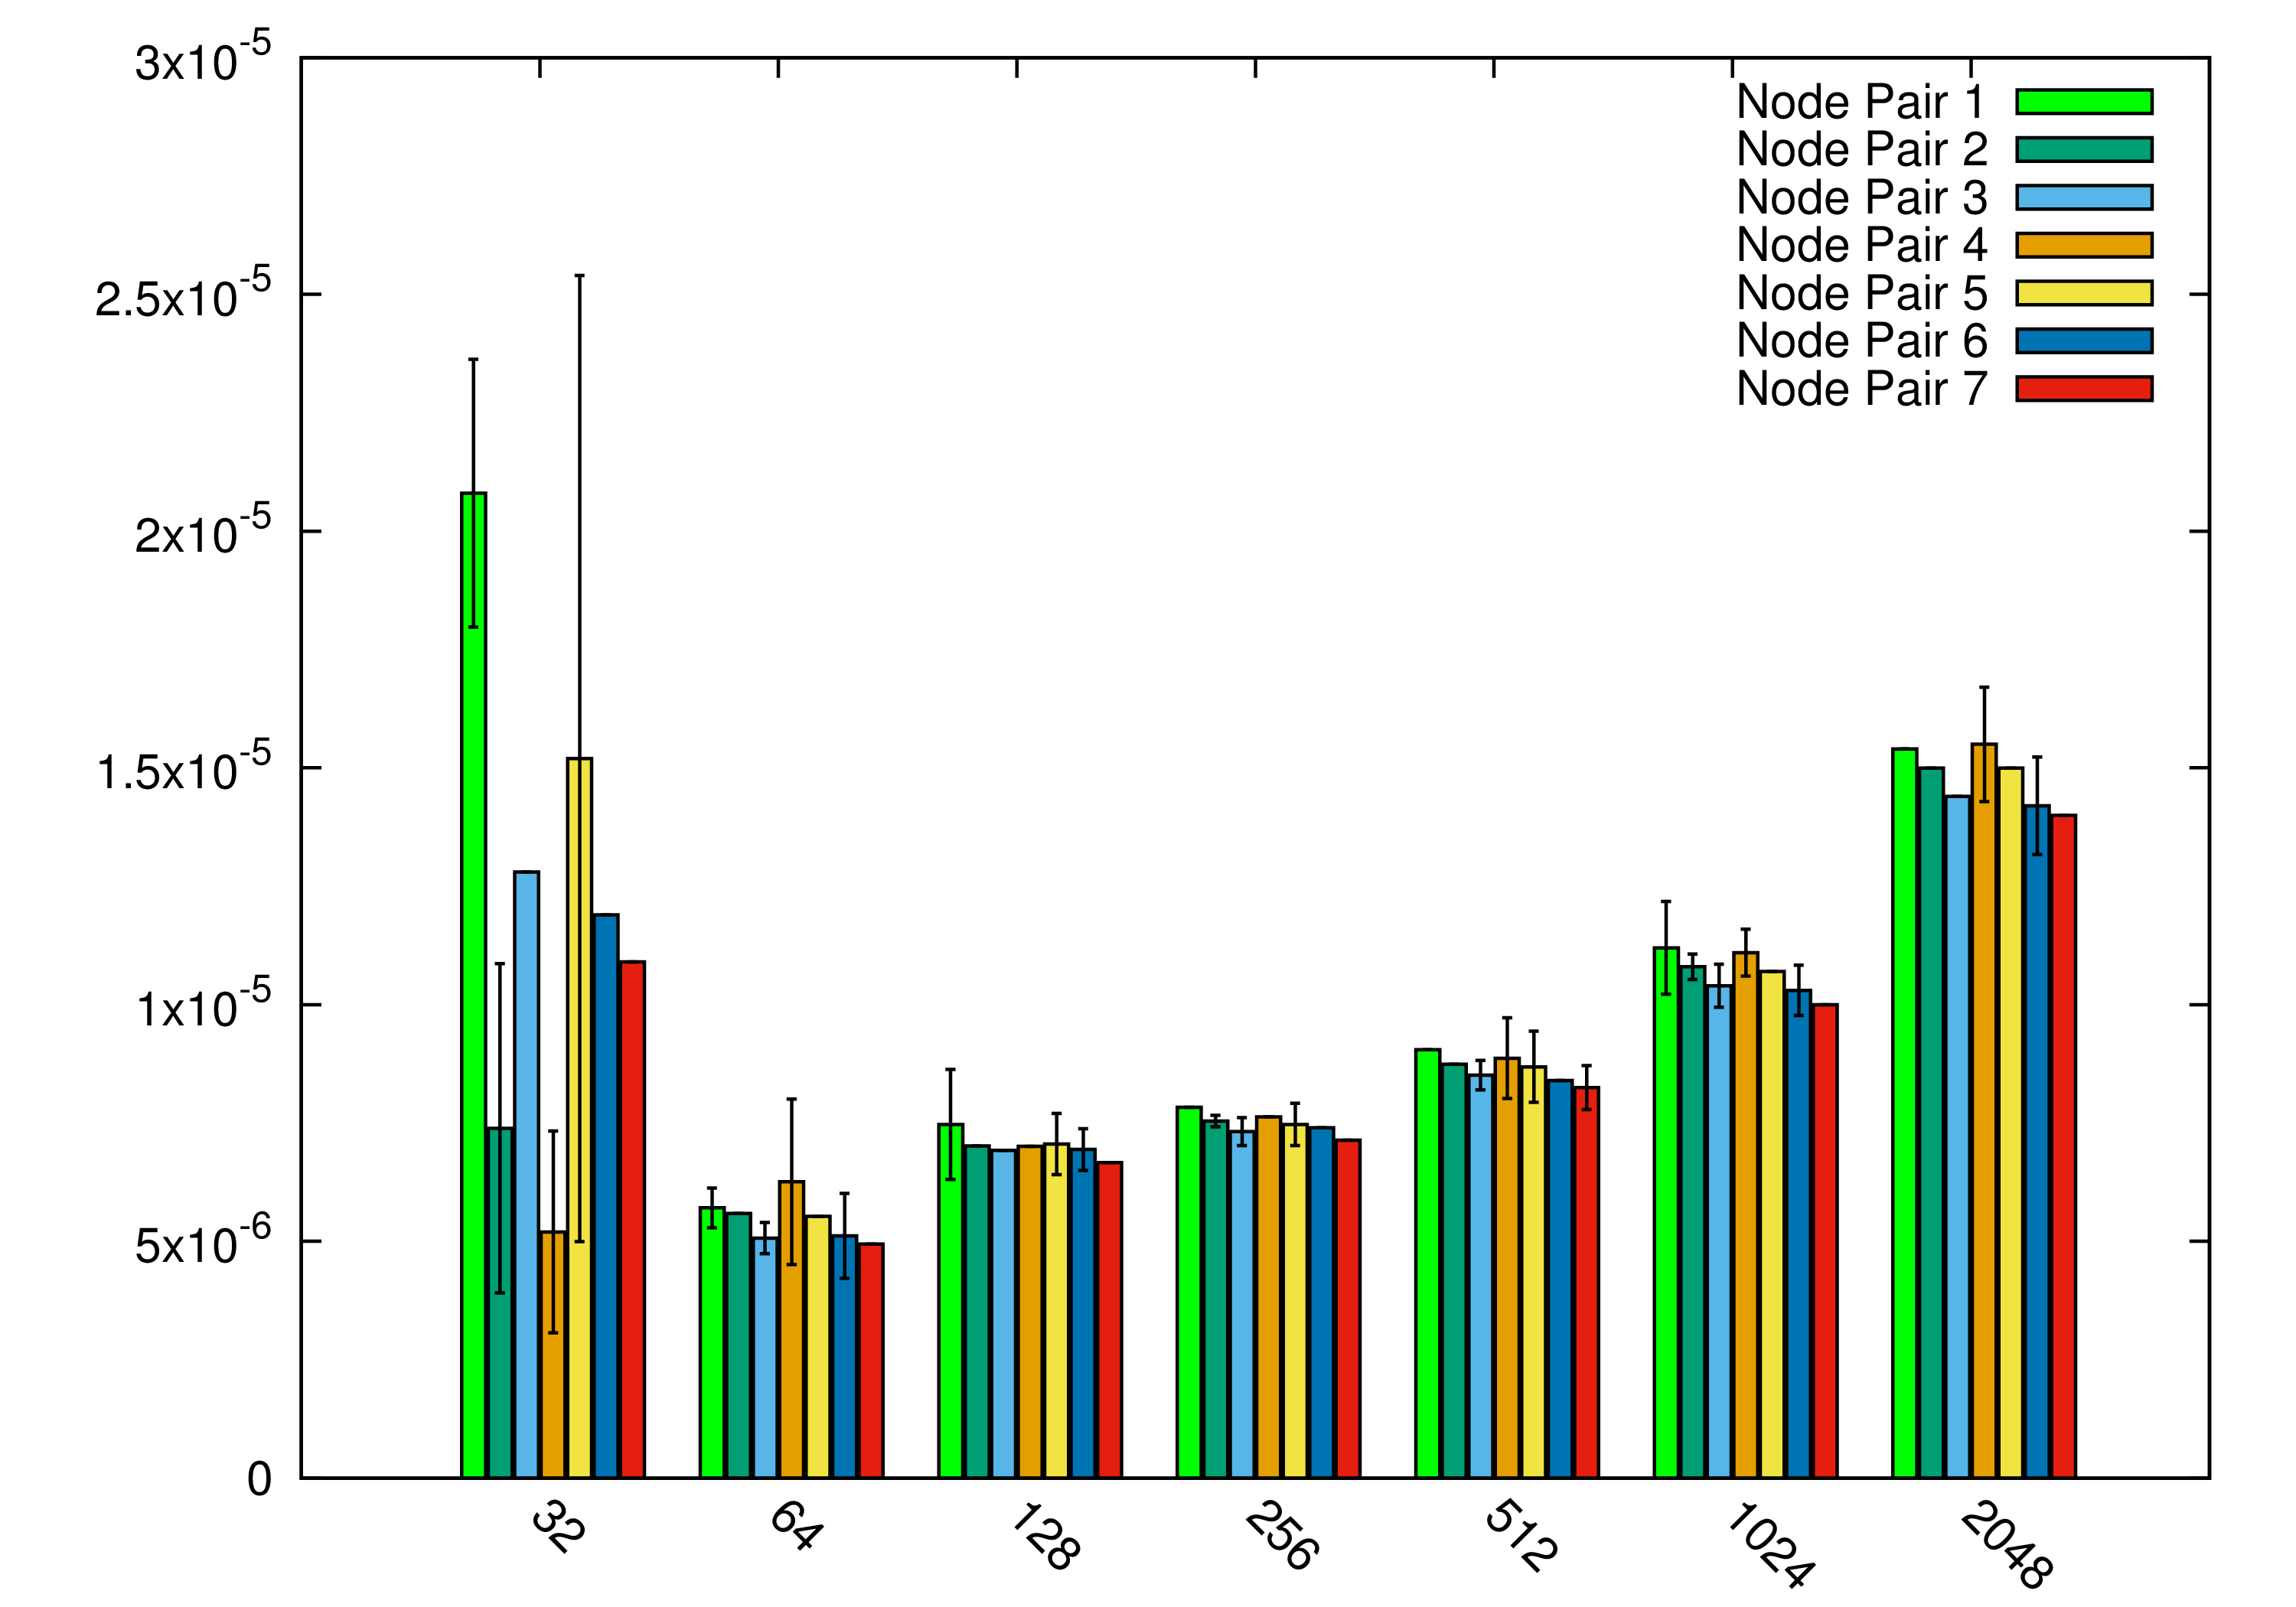 3x10^-5
2.5x10^-5
2x10^-5
1.5x10^-5
1x10^-5
5x10^-6
0
Node Pair 1
Node Pair 2
Node Pair 3
Node Pair 4
Node Pair 5
Node Pair 6
Node Pair 7
32 64 128 256 512 1024 2048